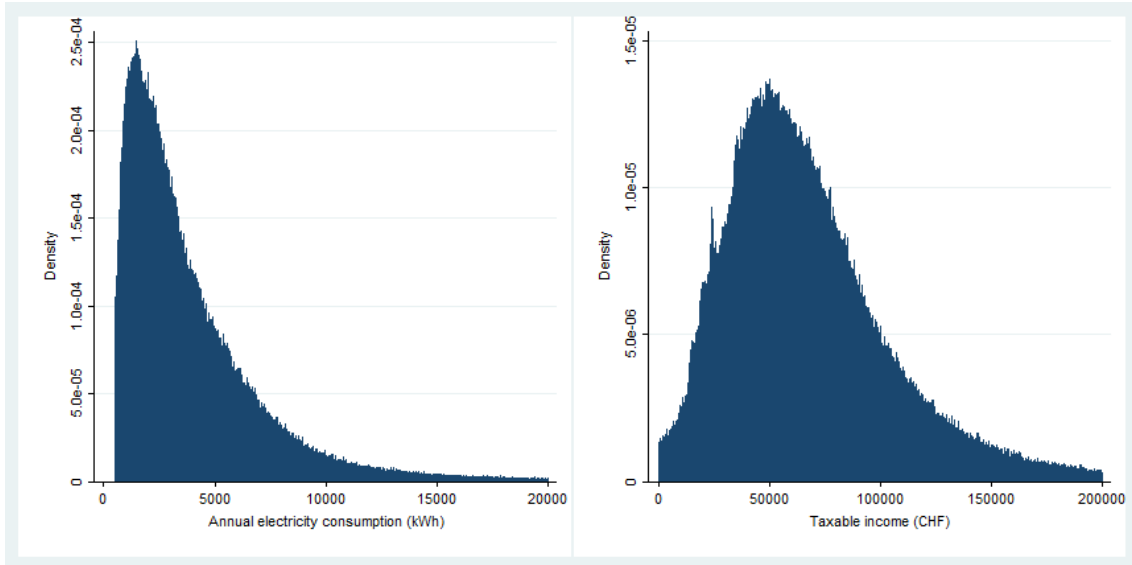 2.5e-04
2.0e-04
1.5e-04
1.0e-04
5.0e-05
0
Density
0 5000 10000 15000 20000
Annual electricity consumption (kWh)
1.5e-05
1.0e-05
5.0e-06
0
Density
0 50000 100000 150000 200000
Taxable income (CHF)